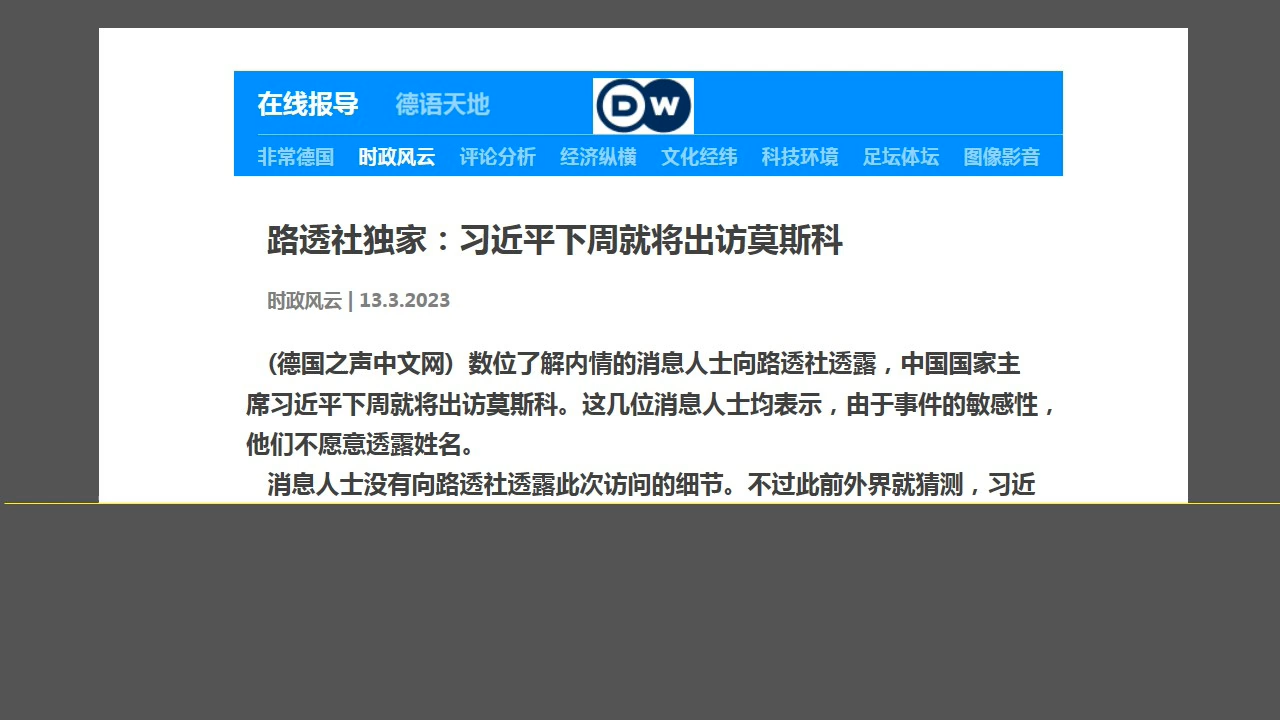 在线报导 德语天地 DW
非常德国 时政风云 评论分析 经济纵横 文化经纬 科技环境 足坛体坛 图像影音
路透社独家：习近平下周就将出访莫斯科
时政风云 | 13.3.2023
(德国之声中文网) 数位了解内情的消息人士向路透社透露，中国国家主
席习近平下周就将出访莫斯科。这几位消息人士均表示，由于事件的敏感性，
他们不愿意透露姓名。
消息人士没有向路透社透露此次访问的细节。不过此前外界就猜测，习近